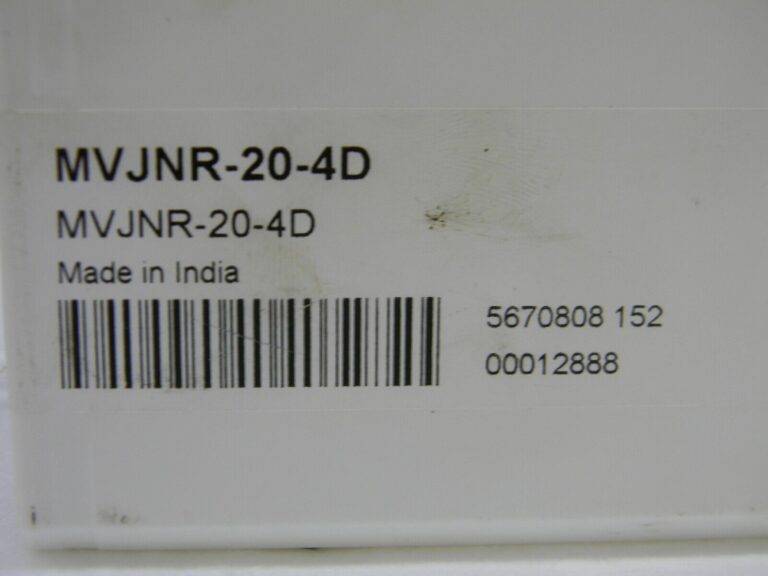 MVJNR-20-4D
MVJNR-20-4D
Made in India
5670808 152
00012888